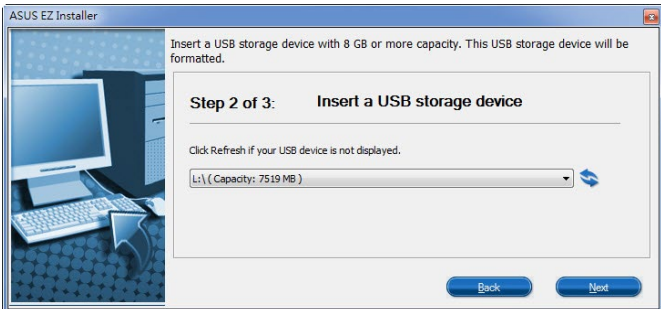 ASUS EZ Installer
Insert a USB storage device with 8 GB or more capacity. This USB storage device will be
formatted.
Step 2 of 3: Insert a USB storage device
Click Refresh if your USB device is not displayed.
L:\ ( Capacity: 7519 MB )
Back Next